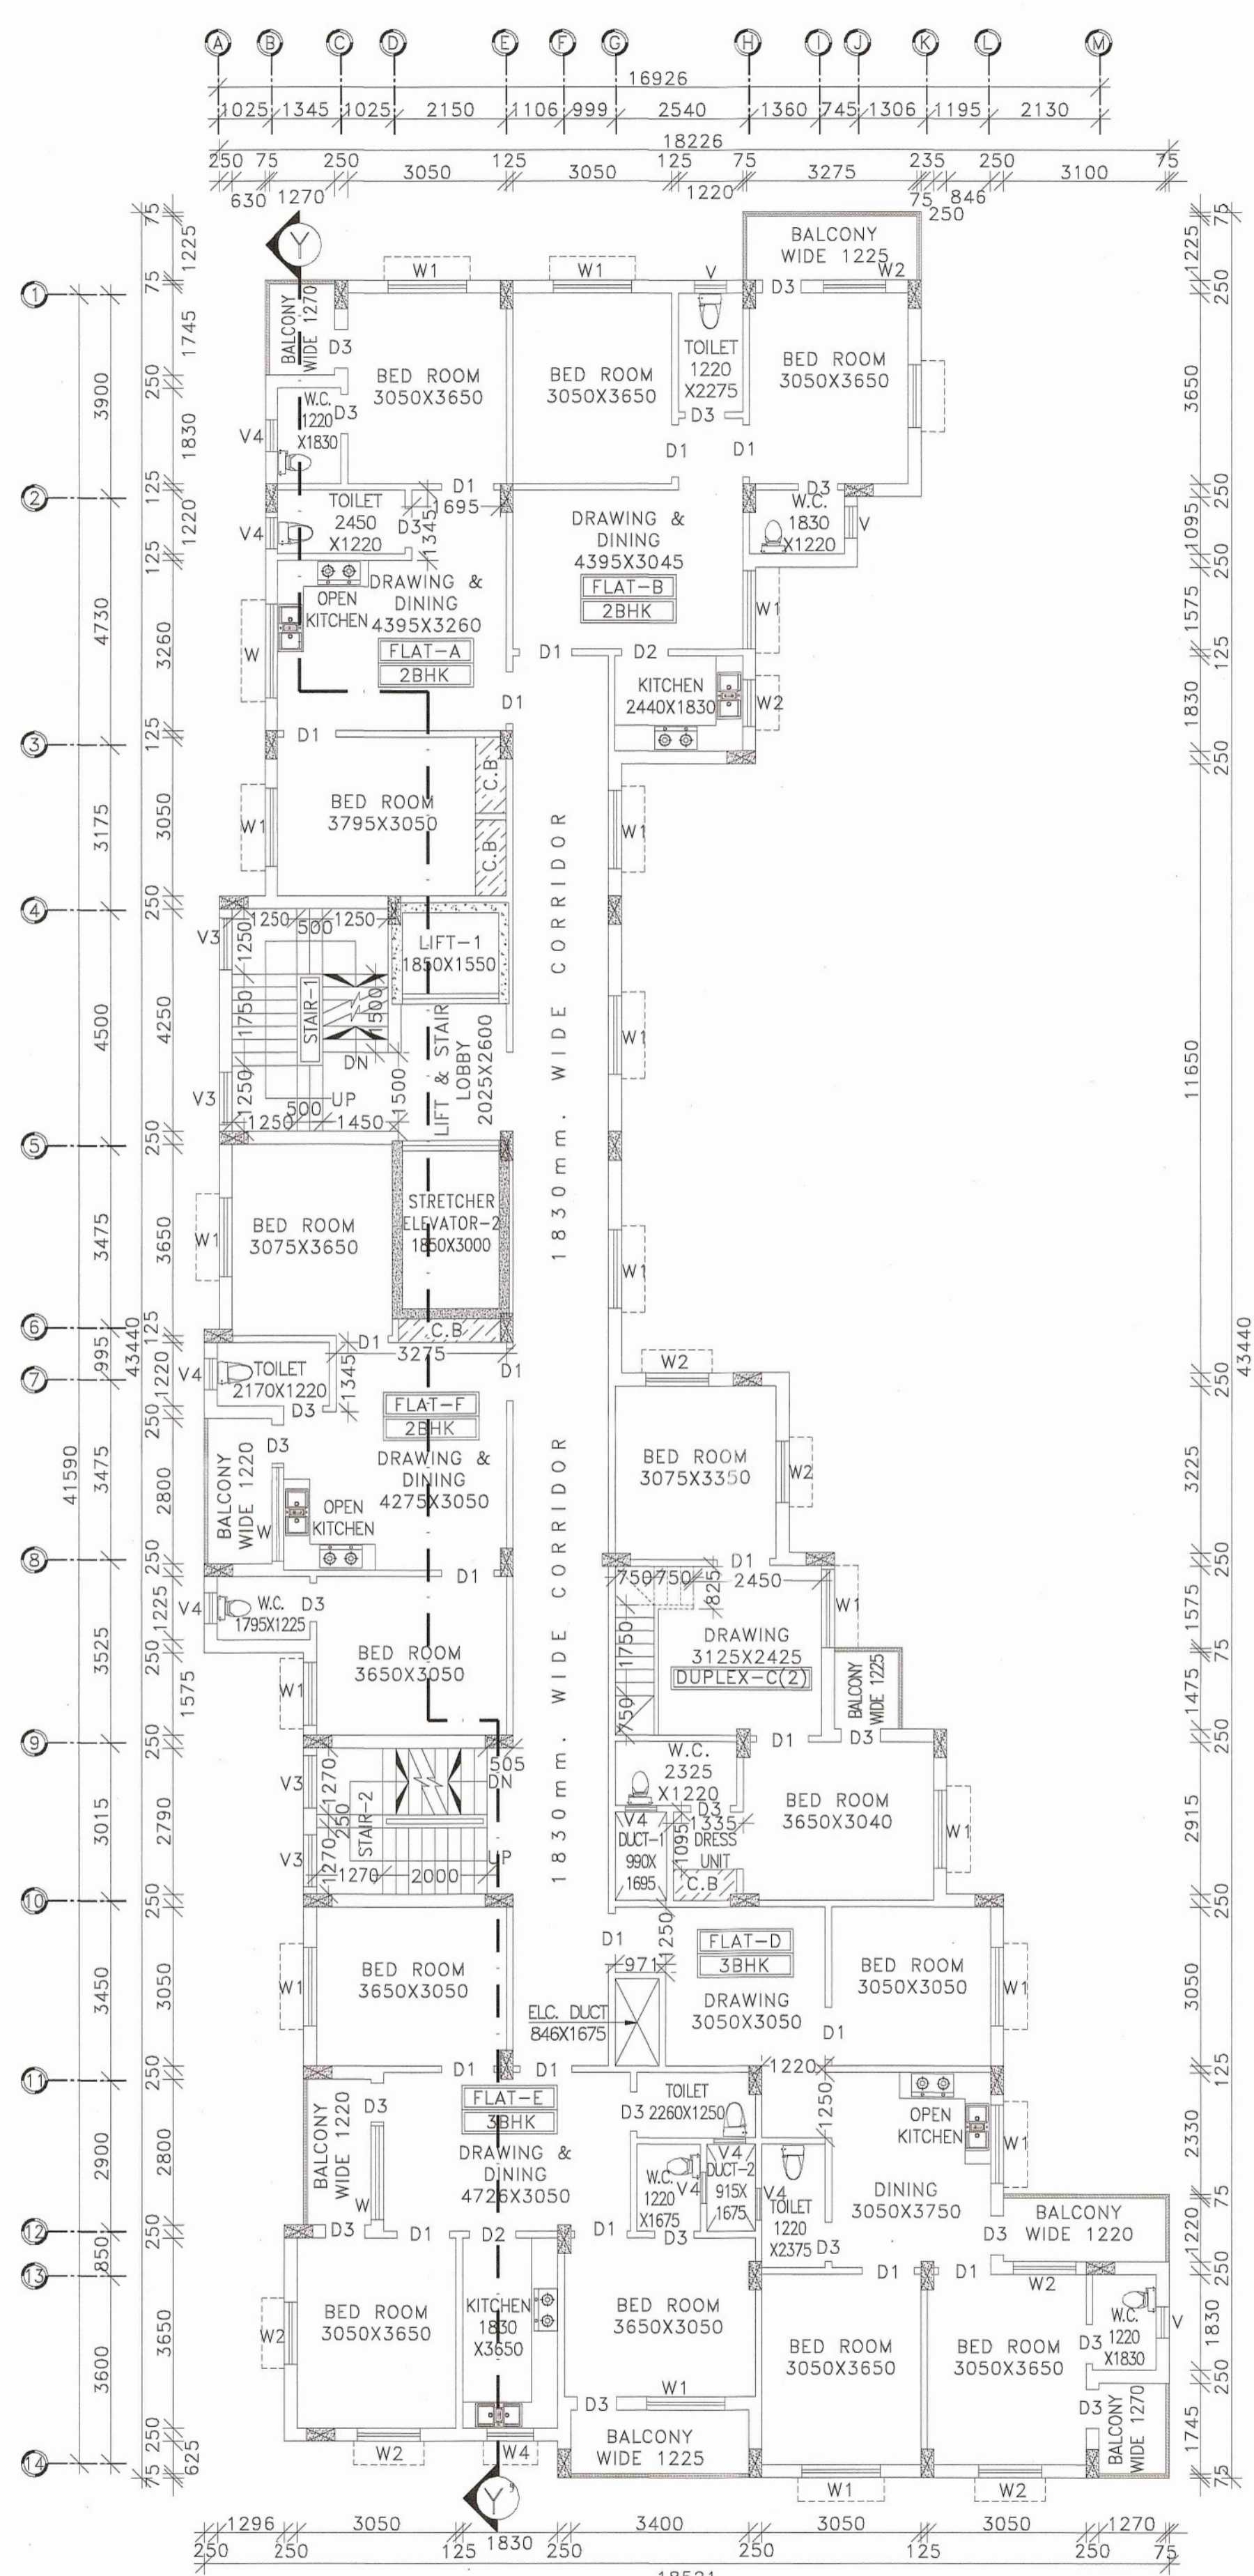 A B C D E F G H I J K L M
16926
1025 1345 1025 2150 1106 999 2540 1360 745 1306 1195 2130
18226
250 75 250 125 125 75 235 250 75
3050 3050 3275 3100
630 1270 1220 75 846
250
75 1225 75 1745 250 1830 125 1220 125 3260 125 3050 250 4250 250 3650 125 1220 250 2800 250 1225 250 1575 250 2790 250 3050 250 2800 250 3650 250 625 75
3900 4730 3175 4500 3475 995 3475 3525 3015 3450 2900 850 3600
41590
43440
1
2
3
4
5
6
7
8
9
10
11
12
13
14
Y
BALCONY
WIDE 1225
W1 W1 V D3 W2
BALCONY
WIDE 1270
D3
BED ROOM
3050X3650
BED ROOM
3050X3650
TOILET
1220
X2275
D3
BED ROOM
3050X3650
W.C.
1220
X1830
D3
V4
D1 D1
D1
1695
TOILET
2450
X1220
D3
1345
V4
D3
W.C.
1830
X1220
V
DRAWING &
DINING
4395X3045
FLAT-B
2BHK
OPEN
KITCHEN
DRAWING &
DINING
4395X3260
FLAT-A
2BHK
W
W1
D1 D2
KITCHEN
2440X1830
W2
D1
D1
BED ROOM
3795X3050
C.B
C.B
W1
W1
1830mm. WIDE CORRIDOR
V3
1250 1250
500
1250
1750
1250
STAIR-1
1500
DN
UP
500
1250 1450
1500
V3
LIFT-1
1850X1550
LIFT & STAIR
LOBBY
2025X2600
W1
BED ROOM
3075X3650
W1
STRETCHER
ELEVATOR-2
1850X3000
W1
C.B
D1
3275
D1
V4
TOILET
2170X1220
1345
D3
FLAT-F
2BHK
DRAWING &
DINING
4275X3050
D3
BALCONY
WIDE 1220
W
OPEN
KITCHEN
D1
V4
W.C.
1795X1225
D3
BED ROOM
3650X3050
W1
1830mm. WIDE CORRIDOR
W2
BED ROOM
3075X3350
W2
D1
750 750
825
2450
1750
750
W1
DRAWING
3125X2425
DUPLEX-C(2)
BALCONY
WIDE 1225
D1 D3
505
V3
1270
250
1270
STAIR-2
DN
UP
1270 2000
V3
W.C.
2325
X1220
D3
BED ROOM
3650X3040
W1
V4
1335
DUCT-1
990X
1695
1095
DRESS
UNIT
C.B
D1
971
1250
FLAT-D
3BHK
DRAWING
3050X3050
BED ROOM
3050X3050
D1
W1
W1
BED ROOM
3650X3050
ELC. DUCT
846X1675
D1 D1
1220
FLAT-E
3BHK
DRAWING &
DINING
4726X3050
D3
BALCONY
WIDE 1220
W
D3 D1 D2
D3
TOILET
2260X1250
1250
OPEN
KITCHEN
W1
W.C.
1220
X1675
V4
V4
DUCT-2
915X
1675
V4
TOILET
1220
X2375
D3
DINING
3050X3750
BALCONY
WIDE 1220
D3
D1 D3
D1 D1
W2
BED ROOM
3050X3650
W2
KITCHEN
1830
X3650
BED ROOM
3650X3050
BED ROOM
3050X3650
BED ROOM
3050X3650
W.C.
1220
X1830
V
D3
D3
BALCONY
WIDE 1270
W1
D3
BALCONY
WIDE 1225
W2 W4
W1 W2
Y'
75 1225 250 3650 250 1095 250 1575 125 1830 250 11650 250 3225 250 1575 75 1475 250 2915 250 3050 125 2330 75 1220 250 1830 250 1745 75
43440
1296 3050 3400 3050 3050 1270
1830
250 250 125 250 250 125 250 75
18521